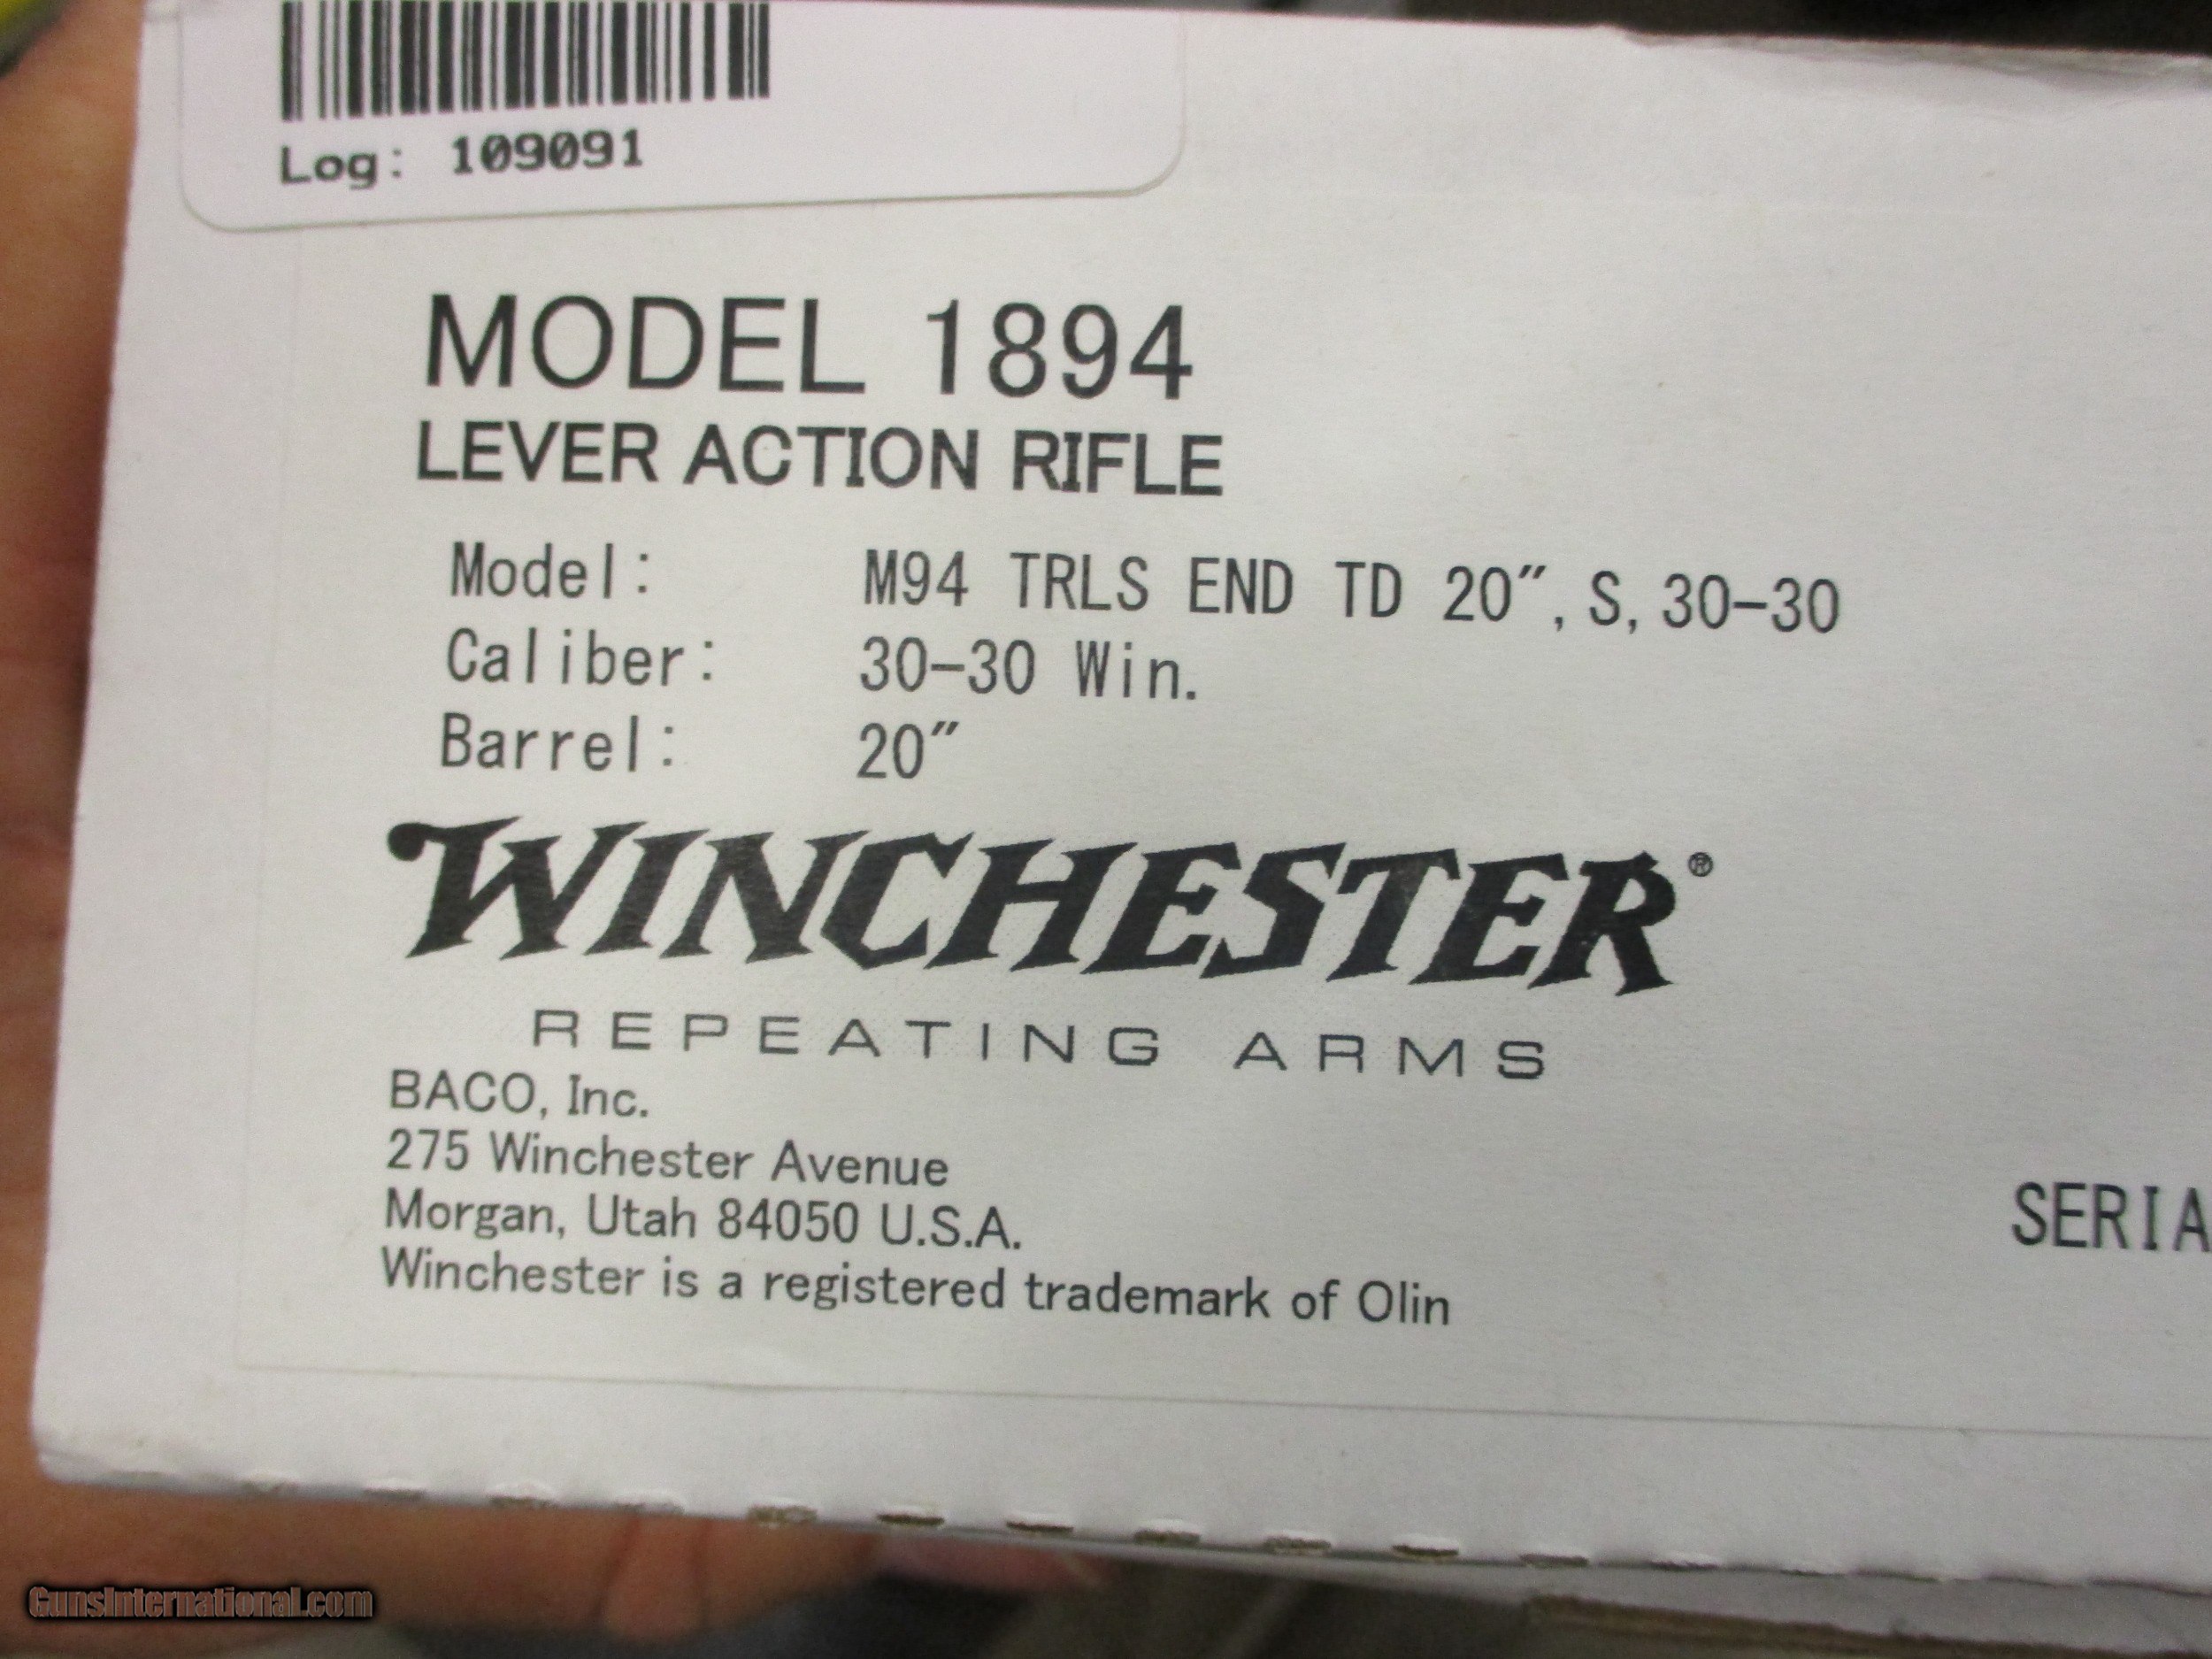 Log: 109091
MODEL 1894
LEVER ACTION RIFLE
Model: M94 TRLS END TD 20", S, 30-30
Caliber: 30-30 Win.
Barrel: 20"
WINCHESTER®
REPEATING ARMS
BACO, Inc.
275 Winchester Avenue
Morgan, Utah 84050 U.S.A.
SERIA
Winchester is a registered trademark of Olin
GunsInternational.com